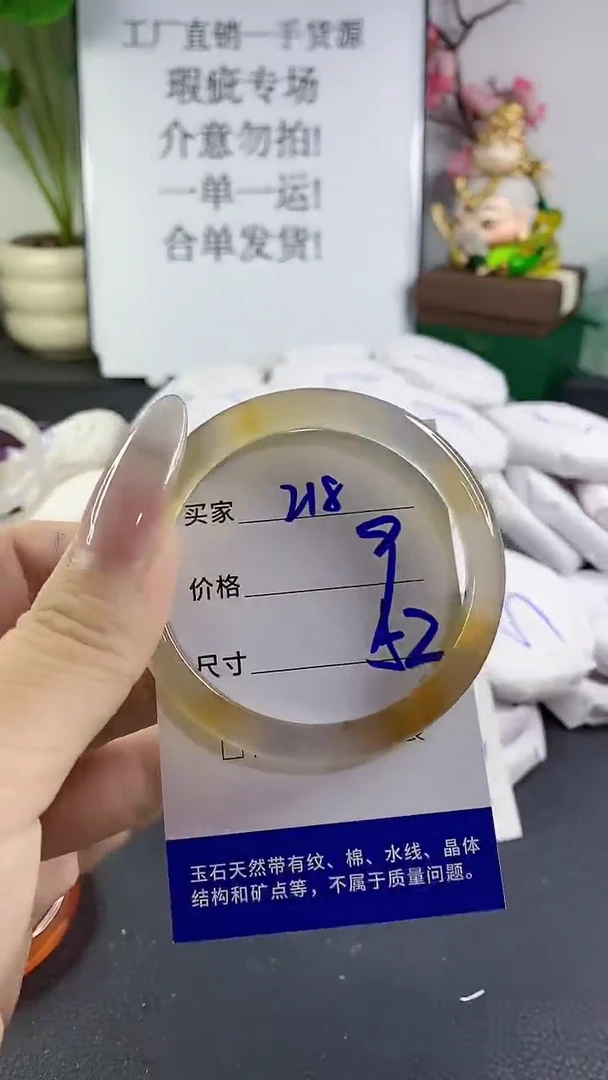 工厂直销一手货源
瑕疵专场
介意勿拍!
一单一运!
合单发货!
买家 218
价格 9
尺寸 52
玉石天然带有纹、棉、水线、晶体
结构和矿点等，不属于质量问题。